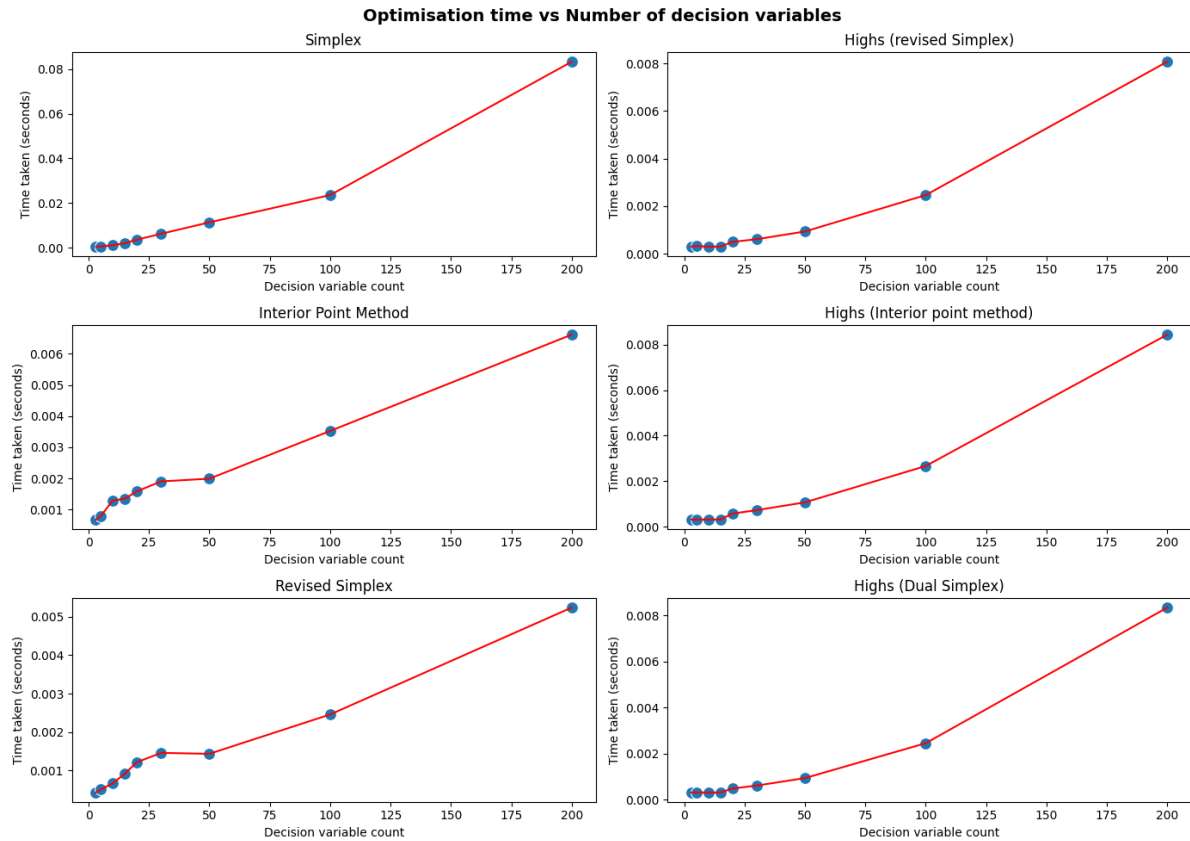 Optimisation time vs Number of decision variables
Simplex
Time taken (seconds)
0.08
0.06
0.04
0.02
0.00
0 25 50 75 100 125 150 175 200
Decision variable count
Highs (revised Simplex)
Time taken (seconds)
0.008
0.006
0.004
0.002
0.000
0 25 50 75 100 125 150 175 200
Decision variable count
Interior Point Method
Time taken (seconds)
0.006
0.005
0.004
0.003
0.002
0.001
0 25 50 75 100 125 150 175 200
Decision variable count
Highs (Interior point method)
Time taken (seconds)
0.008
0.006
0.004
0.002
0.000
0 25 50 75 100 125 150 175 200
Decision variable count
Revised Simplex
Time taken (seconds)
0.005
0.004
0.003
0.002
0.001
0 25 50 75 100 125 150 175 200
Decision variable count
Highs (Dual Simplex)
Time taken (seconds)
0.008
0.006
0.004
0.002
0.000
0 25 50 75 100 125 150 175 200
Decision variable count